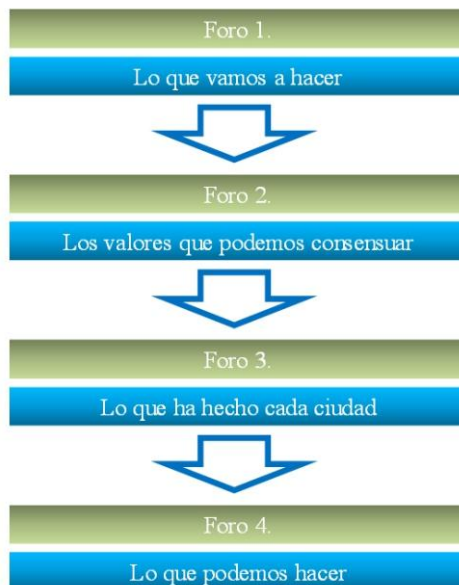 Foro 1.
Lo que vamos a hacer
Foro 2.
Los valores que podemos consensuar
Foro 3.
Lo que ha hecho cada ciudad
Foro 4.
Lo que podemos hacer